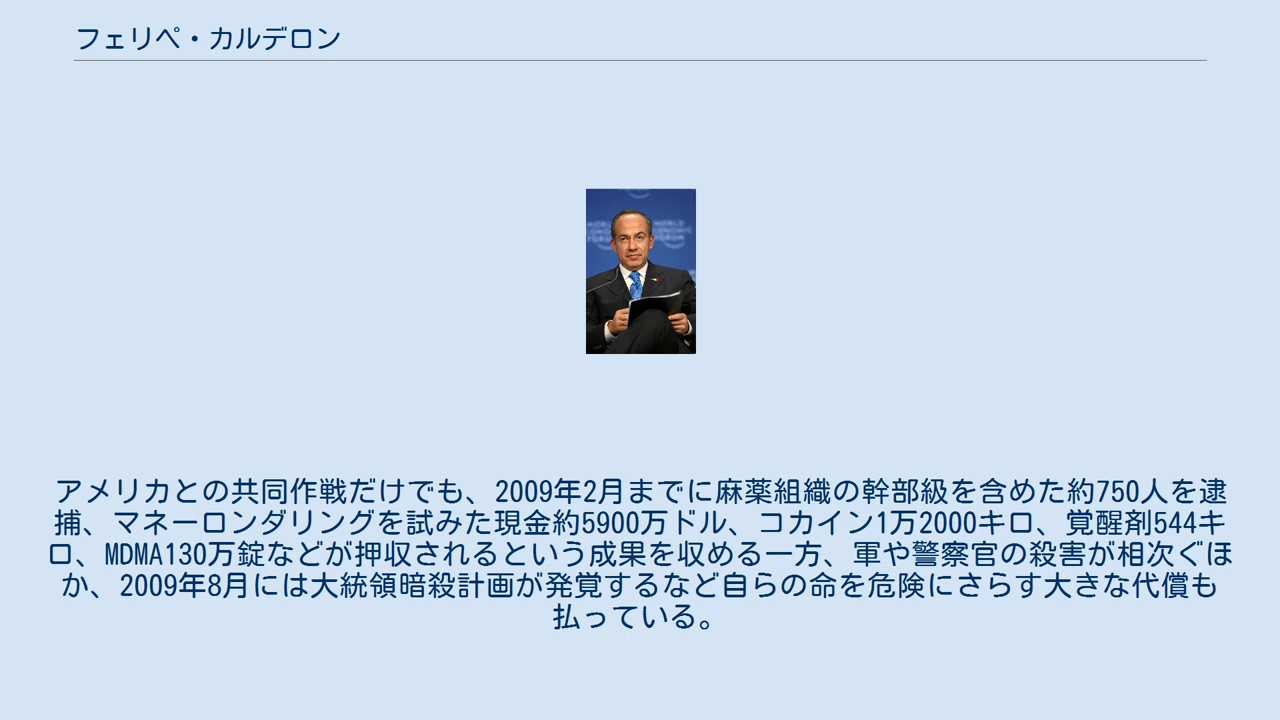 フェリペ・カルデロン
WORLD
ECONOMIC
FORUM
アメリカとの共同作戦だけでも、2009年2月までに麻薬組織の幹部級を含めた約750人を逮
捕、マネーロンダリングを試みた現金約5900万ドル、コカイン1万2000キロ、覚醒剤544キ
ロ、MDMA130万錠などが押収されるという成果を収める一方、軍や警察官の殺害が相次ぐほ
か、2009年8月には大統領暗殺計画が発覚するなど自らの命を危険にさらす大きな代償も
払っている。